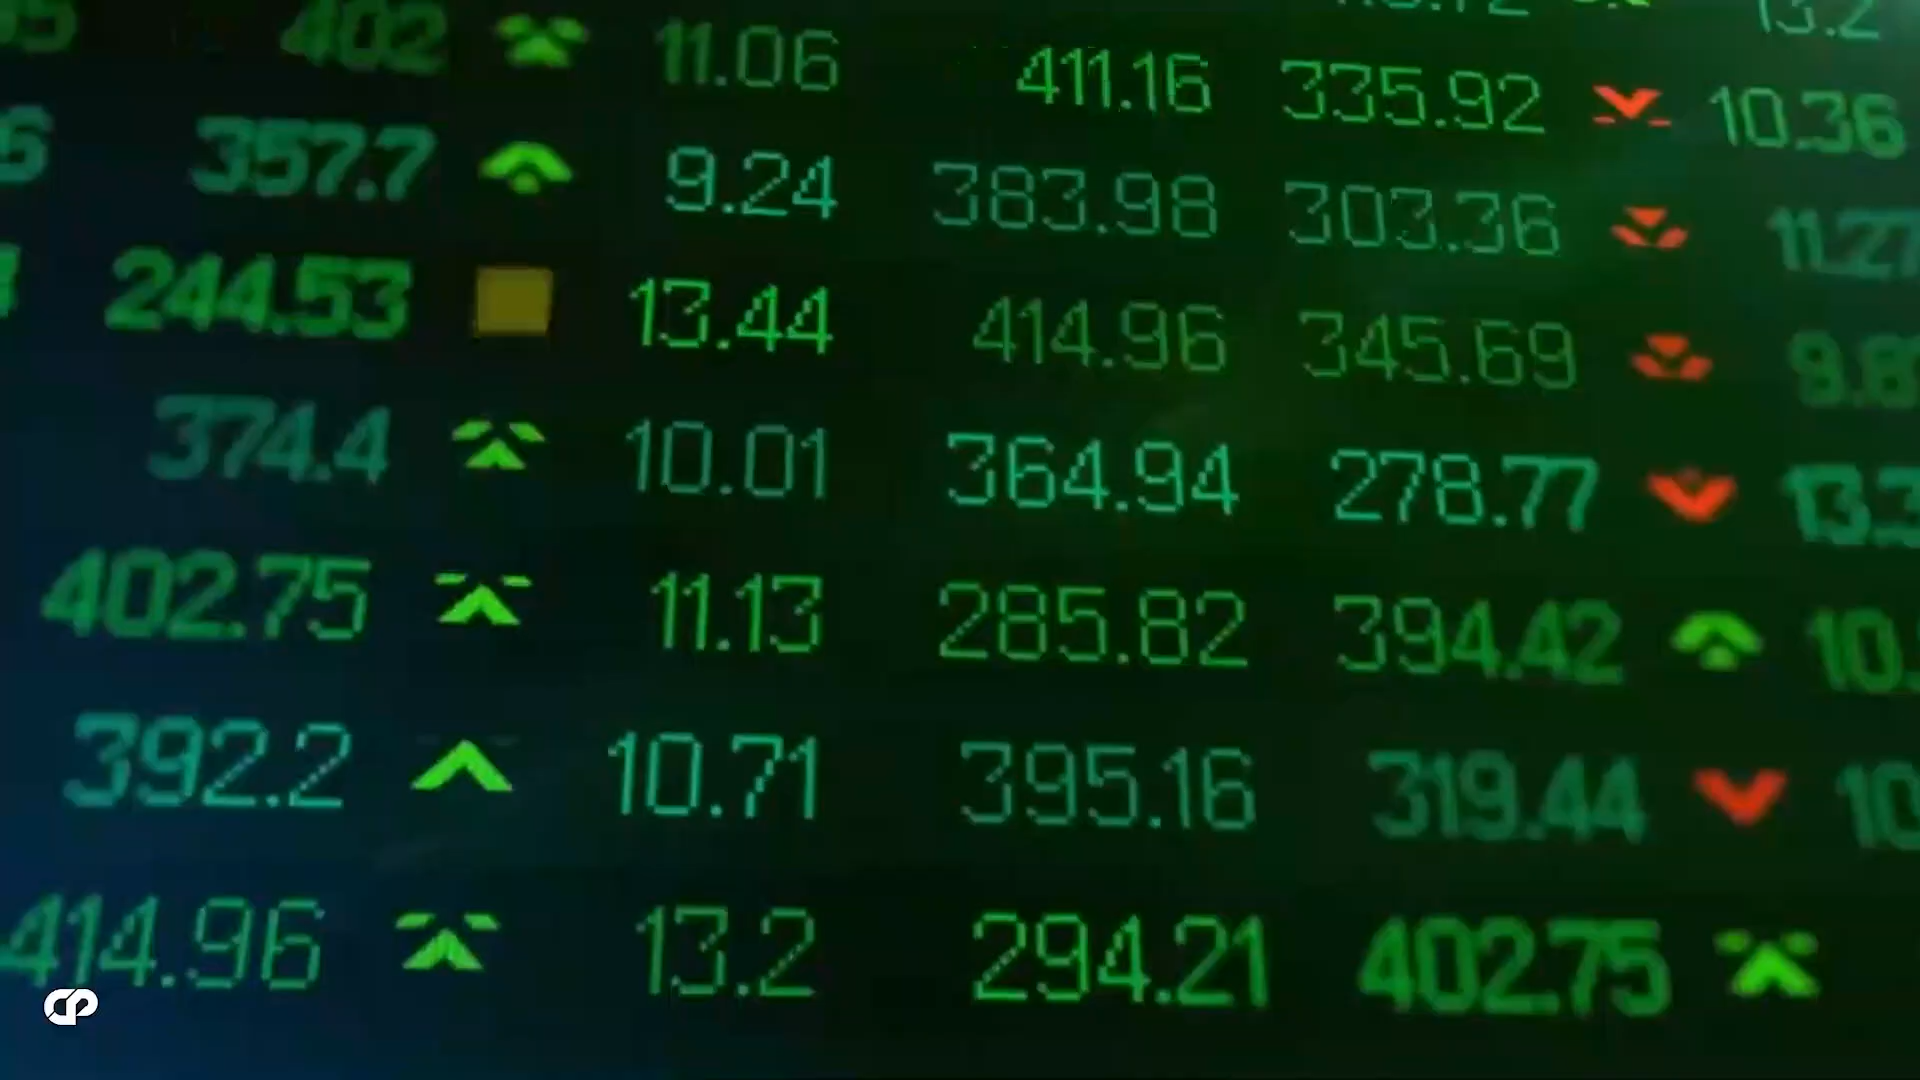 402 11.06 411.16 335.92 10.36
357.7 9.24 383.98 303.36 11.27
244.53 13.44 414.96 345.69
374.4 10.01 364.94 278.77
402.75 11.13 285.82 394.42
392.2 10.71 395.16 319.44
414.96 13.2 294.21 402.75